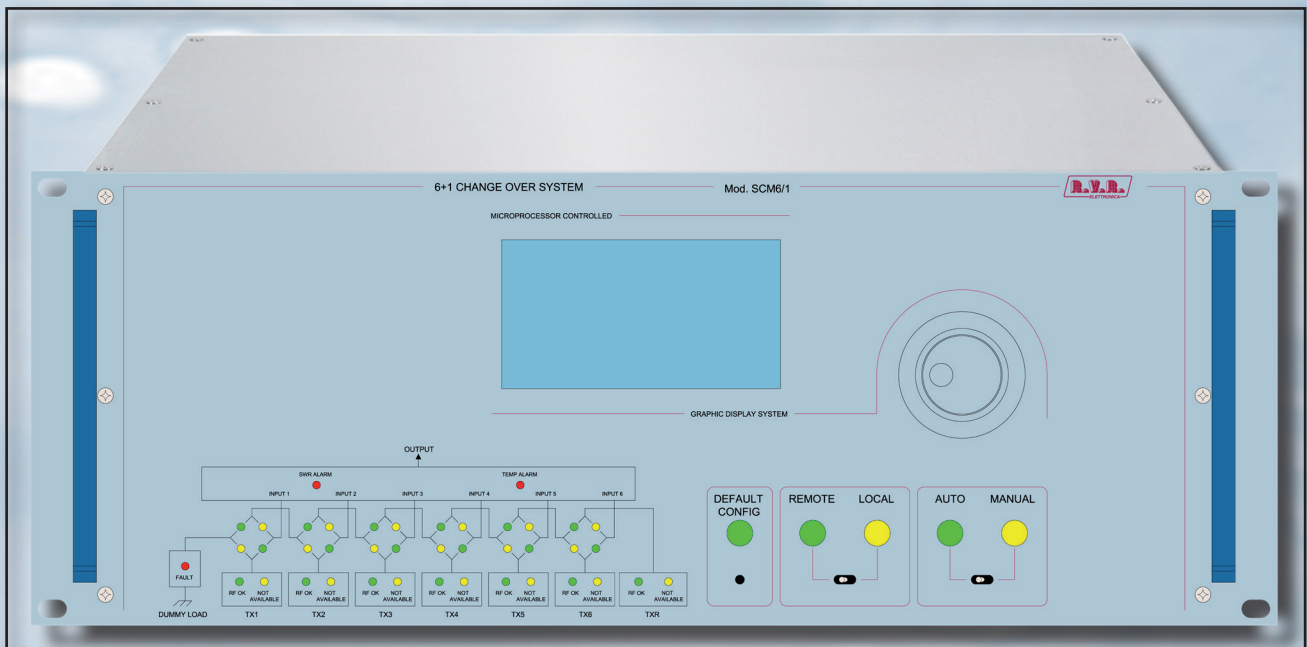 6+1 CHANGE OVER SYSTEM
Mod. SCM6/1
R.V.R.
ELETTRONICA
MICROPROCESSOR CONTROLLED
GRAPHIC DISPLAY SYSTEM
OUTPUT
SWR ALARM
TEMP ALARM
INPUT 1
INPUT 2
INPUT 3
INPUT 4
INPUT 5
INPUT 6
DEFAULT
CONFIG
REMOTE
LOCAL
AUTO
MANUAL
FAULT
RF OK
NOT
AVAILABLE
RF OK
NOT
AVAILABLE
RF OK
NOT
AVAILABLE
RF OK
NOT
AVAILABLE
RF OK
NOT
AVAILABLE
RF OK
NOT
AVAILABLE
RF OK
NOT
AVAILABLE
DUMMY LOAD
TX1
TX2
TX3
TX4
TX5
TX6
TXR